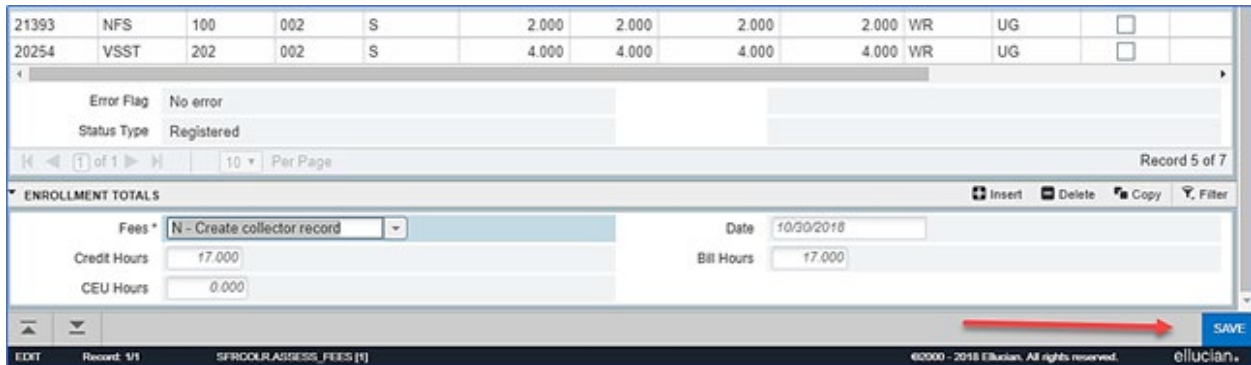 21393 NFS 100 002 S 2.000 2.000 2.000 2.000 WR UG
20254 VSST 202 002 S 4.000 4.000 4.000 4.000 WR UG
Error Flag No error
Status Type Registered
1 of 1 10 Per Page Record 5 of 7
ENROLLMENT TOTALS Insert Delete Copy Filter
Fees * N - Create collector record Date 10/30/2018
Credit Hours 17.000 Bill Hours 17.000
CEU Hours 0.000
SAVE
EDIT Record: 1/1 SFRCOLR.ASSESS_FEES [1] ©2000 - 2018 Ellucian. All rights reserved. ellucian.